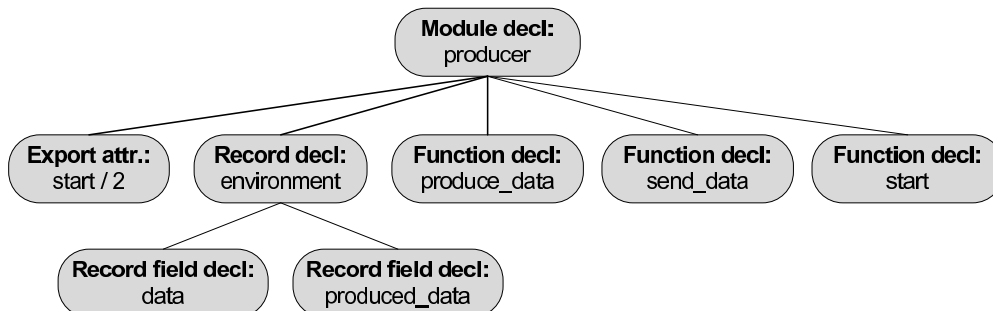 Module decl:
producer
Export attr.:
start / 2
Record decl:
environment
Function decl:
produce_data
Function decl:
send_data
Function decl:
start
Record field decl:
data
Record field decl:
produced_data